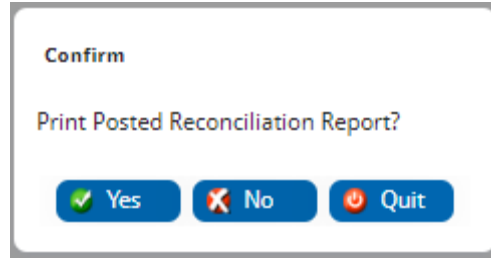 Confirm
Print Posted Reconciliation Report?
Yes No Quit